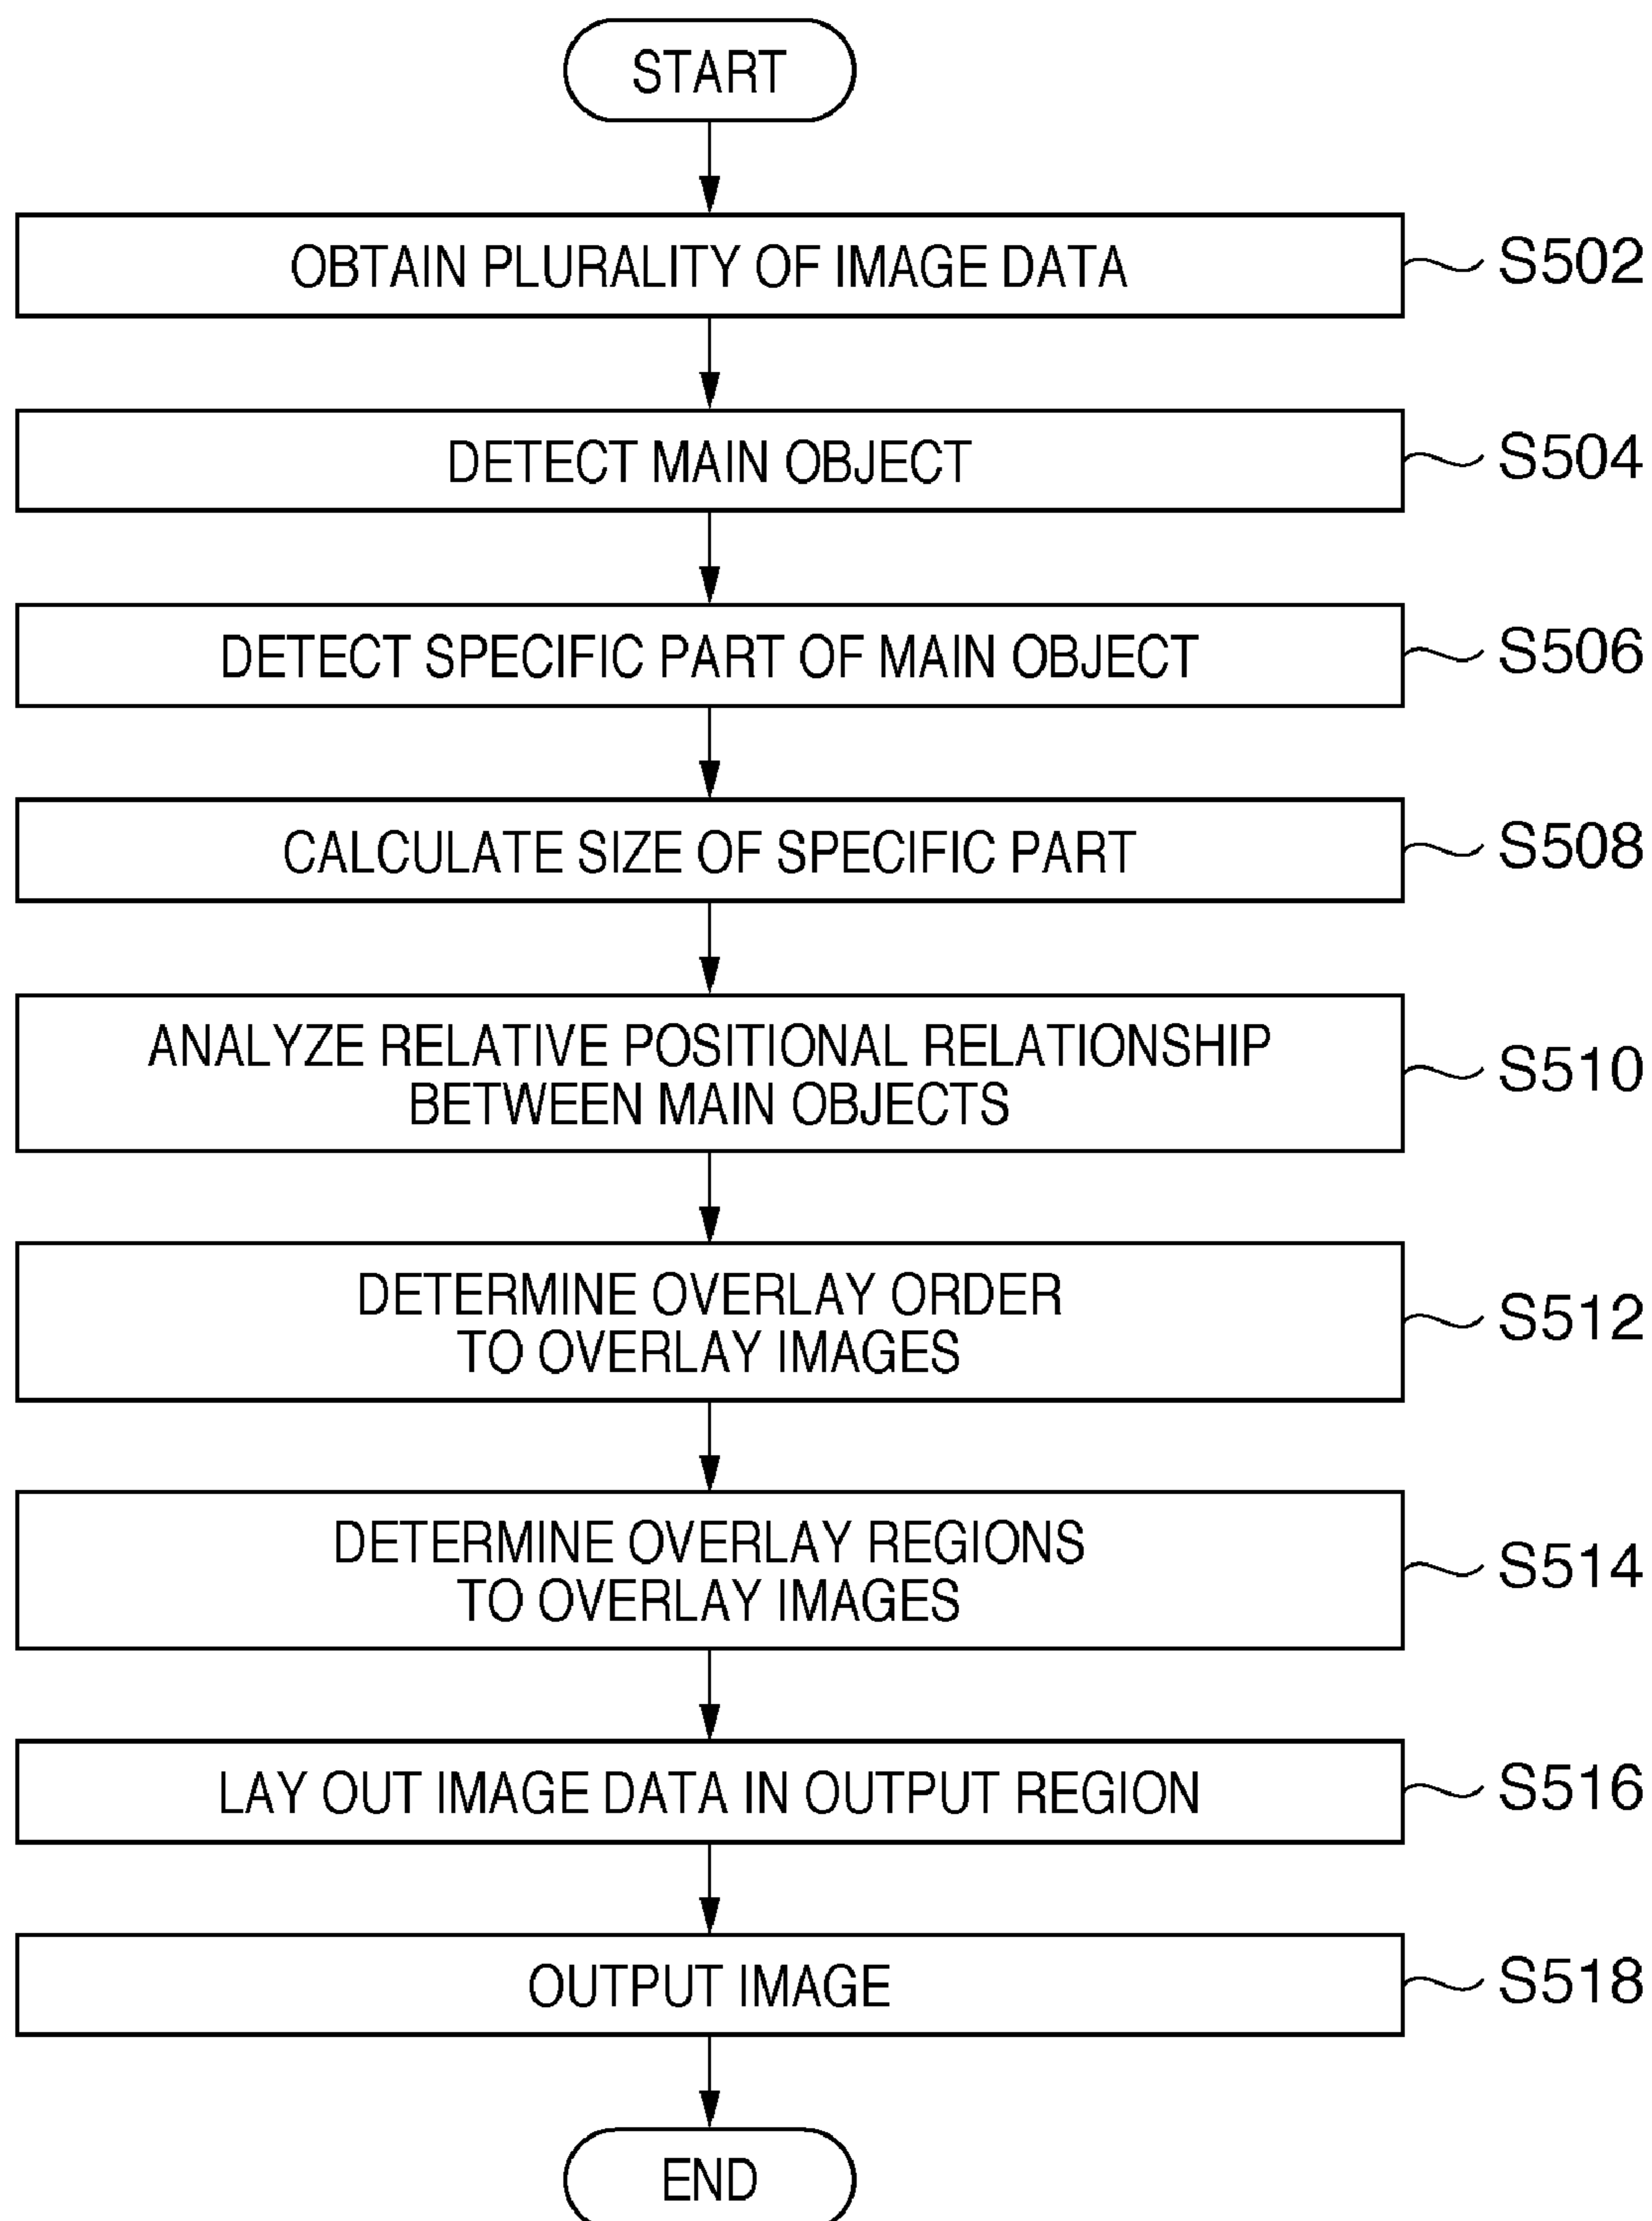 START
OBTAIN PLURALITY OF IMAGE DATA
S502
DETECT MAIN OBJECT
S504
DETECT SPECIFIC PART OF MAIN OBJECT
S506
CALCULATE SIZE OF SPECIFIC PART
S508
ANALYZE RELATIVE POSITIONAL RELATIONSHIP
BETWEEN MAIN OBJECTS
S510
DETERMINE OVERLAY ORDER
TO OVERLAY IMAGES
S512
DETERMINE OVERLAY REGIONS
TO OVERLAY IMAGES
S514
LAY OUT IMAGE DATA IN OUTPUT REGION
S516
OUTPUT IMAGE
S518
END